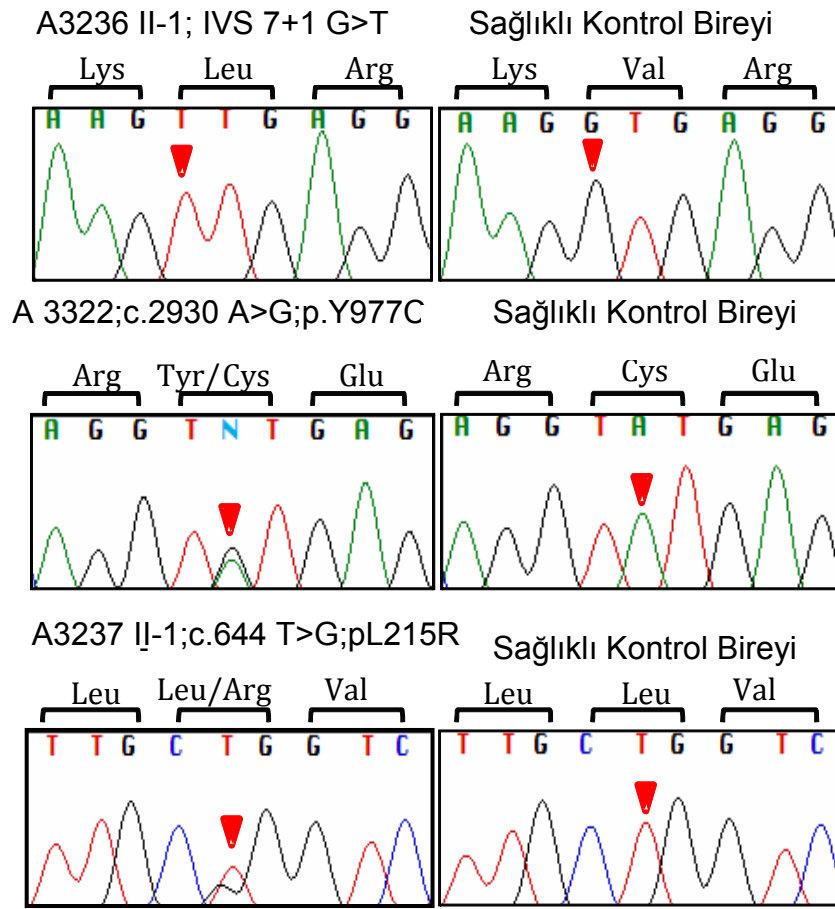 A3236 II-1; IVS 7+1 G>T Sağlıklı Kontrol Bireyi
Lys Leu Arg Lys Val Arg
A A G T T G A G G A A G G T G A G G
A 3322;c.2930 A>G;p.Y977C Sağlıklı Kontrol Bireyi
Arg Tyr/Cys Glu Arg Cys Glu
A G G T N T G A G A G G T A T G A G
A3237 II-1;c.644 T>G;pL215R Sağlıklı Kontrol Bireyi
Leu Leu/Arg Val Leu Leu Val
T T G C T G G T C T T G C T G G T C